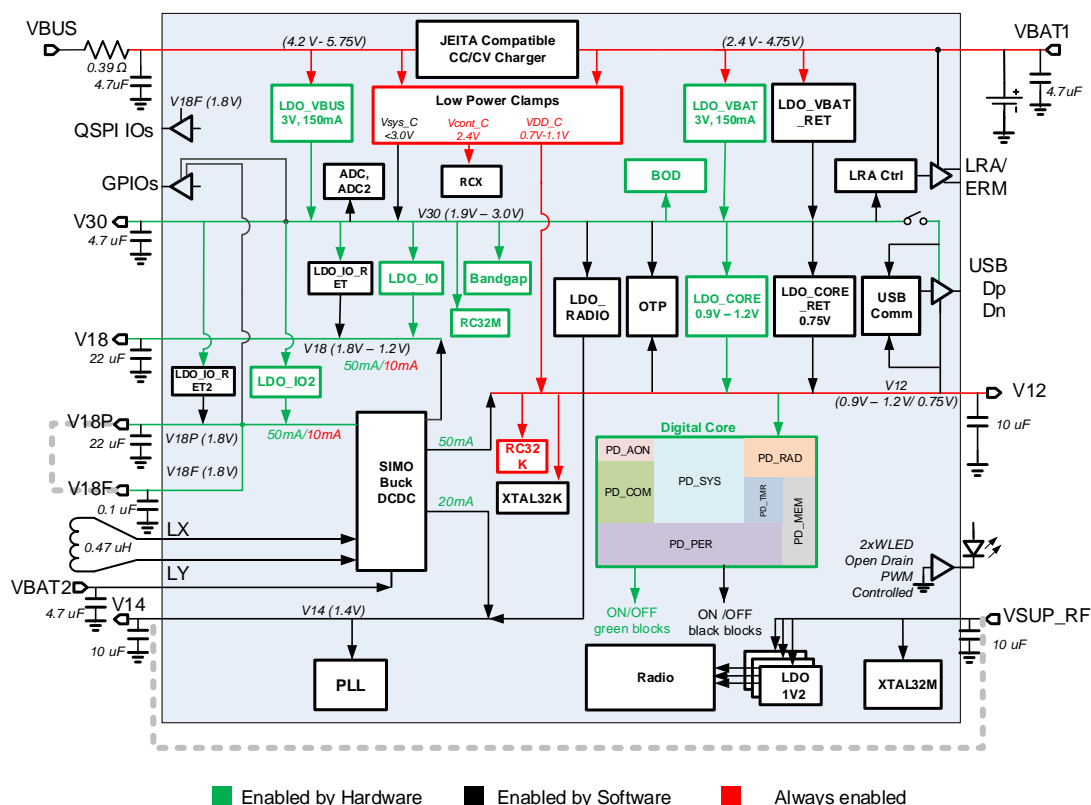 VBUS
(4.2 V - 5.75V)
JEITA Compatible
CC/CV Charger
(2.4 V - 4.75V)
VBAT1
0.39 Ω
4.7uF
4.7uF
V18F (1.8V)
QSPI IOs
GPIOs
LDO_VBUS
3V, 150mA
Low Power Clamps
Vsys_C
<3.0V
Vcont_C
2.4V
VDD_C
0.7V-1.1V
LDO_VBAT
3V, 150mA
LDO_VBAT
_RET
ADC,
ADC2
RCX
BOD
LRA Ctrl
LRA/
ERM
V30
4.7 uF
V30 (1.9V – 3.0V)
LDO_IO_R
ET
LDO_IO
Bandgap
RC32M
LDO_
RADIO
OTP
LDO_CORE
0.9V – 1.2V
LDO_CORE
_RET
0.75V
USB
Comm
USB
Dp
Dn
V18
22 uF
V18 (1.8V – 1.2V)
50mA/10mA
LDO_IO_R
ET2
LDO_IO2
V12
(0.9V – 1.2V/ 0.75V)
V12
10 uF
V18P
22 uF
V18P (1.8V)
50mA/10mA
V18F (1.8V)
V18F
0.1 uF
SIMO
Buck
DCDC
50mA
20mA
RC32
K
XTAL32K
Digital Core
PD_AON
PD_COM
PD_SYS
PD_RAD
PD_TMR
PD_MEM
PD_PER
LX
0.47 uH
LY
VBAT2
4.7 uF
2xWLED
Open Drain
PWM
Controlled
V14
10 uF
V14 (1.4V)
ON/OFF
green blocks
ON /OFF
black blocks
VSUP_RF
10 uF
PLL
Radio
LDO
1V2
XTAL32M
Enabled by Hardware
Enabled by Software
Always enabled